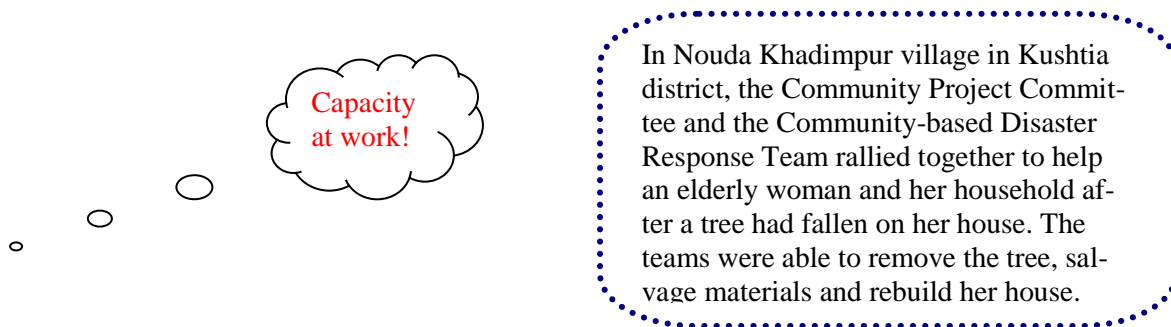 Capacity
at work!
In Nouda Khadimpur village in Kushtia
district, the Community Project Commit-
tee and the Community-based Disaster
Response Team rallied together to help
an elderly woman and her household af-
ter a tree had fallen on her house. The
teams were able to remove the tree, sal-
vage materials and rebuild her house.